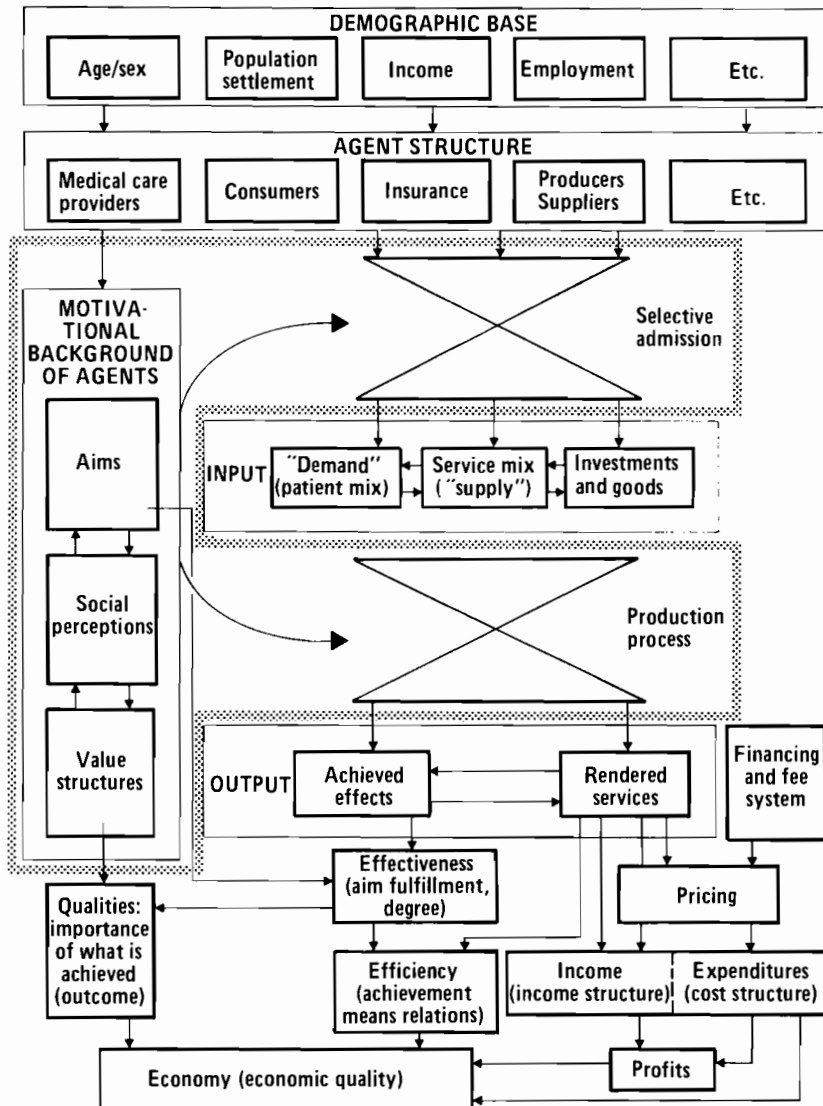 DEMOGRAPHIC BASE
Age/sex
Population
settlement
Income
Employment
Etc.
AGENT STRUCTURE
Medical care
providers
Consumers
Insurance
Producers
Suppliers
Etc.
MOTIVA-
TIONAL
BACKGROUND
OF AGENTS
Selective
admission
Aims
INPUT
"Demand"
(patient mix)
Service mix
("supply")
Investments
and goods
Social
perceptions
Production
process
Value
structures
OUTPUT
Achieved
effects
Rendered
services
Financing
and fee
system
Effectiveness
(aim fulfillment,
degree)
Pricing
Qualities:
importance
of what is
achieved
(outcome)
Efficiency
(achievement
means relations)
Income
(income structure)
Expenditures
(cost structure)
Economy (economic quality)
Profits